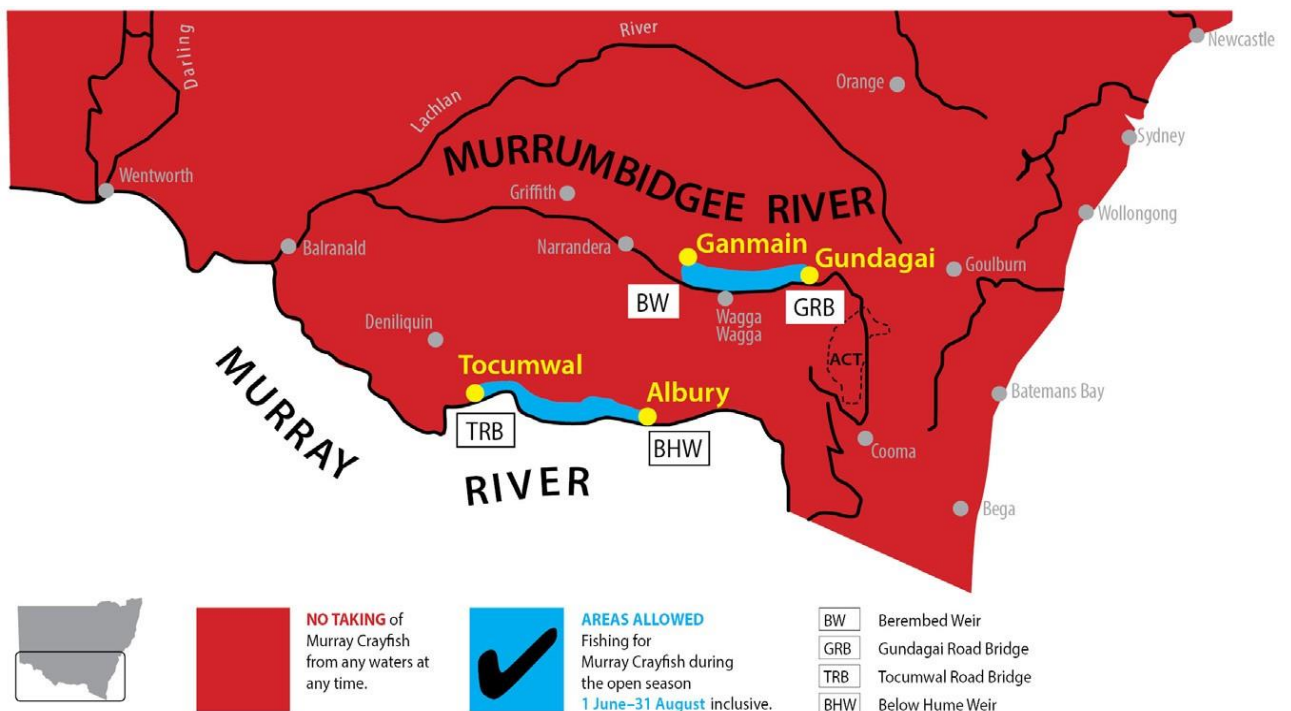 Darling
River
Newcastle
Orange
Lachlan
Sydney
MURRUMBIDGEE RIVER
Wentworth
Griffith
Wollongong
Balranald
Narrandera
Ganmain
Gundagai
Goulburn
BW
GRB
Wagga
Wagga
Deniliquin
ACT
Tocumwal
Albury
Batemans Bay
MURRAY
RIVER
TRB
BHW
Cooma
Bega
NO TAKING of
Murray Crayfish
from any waters at
any time.
AREAS ALLOWED
Fishing for
Murray Crayfish during
the open season
1 June–31 August inclusive.
BW Berembed Weir
GRB Gundagai Road Bridge
TRB Tocumwal Road Bridge
BHW Below Hume Weir